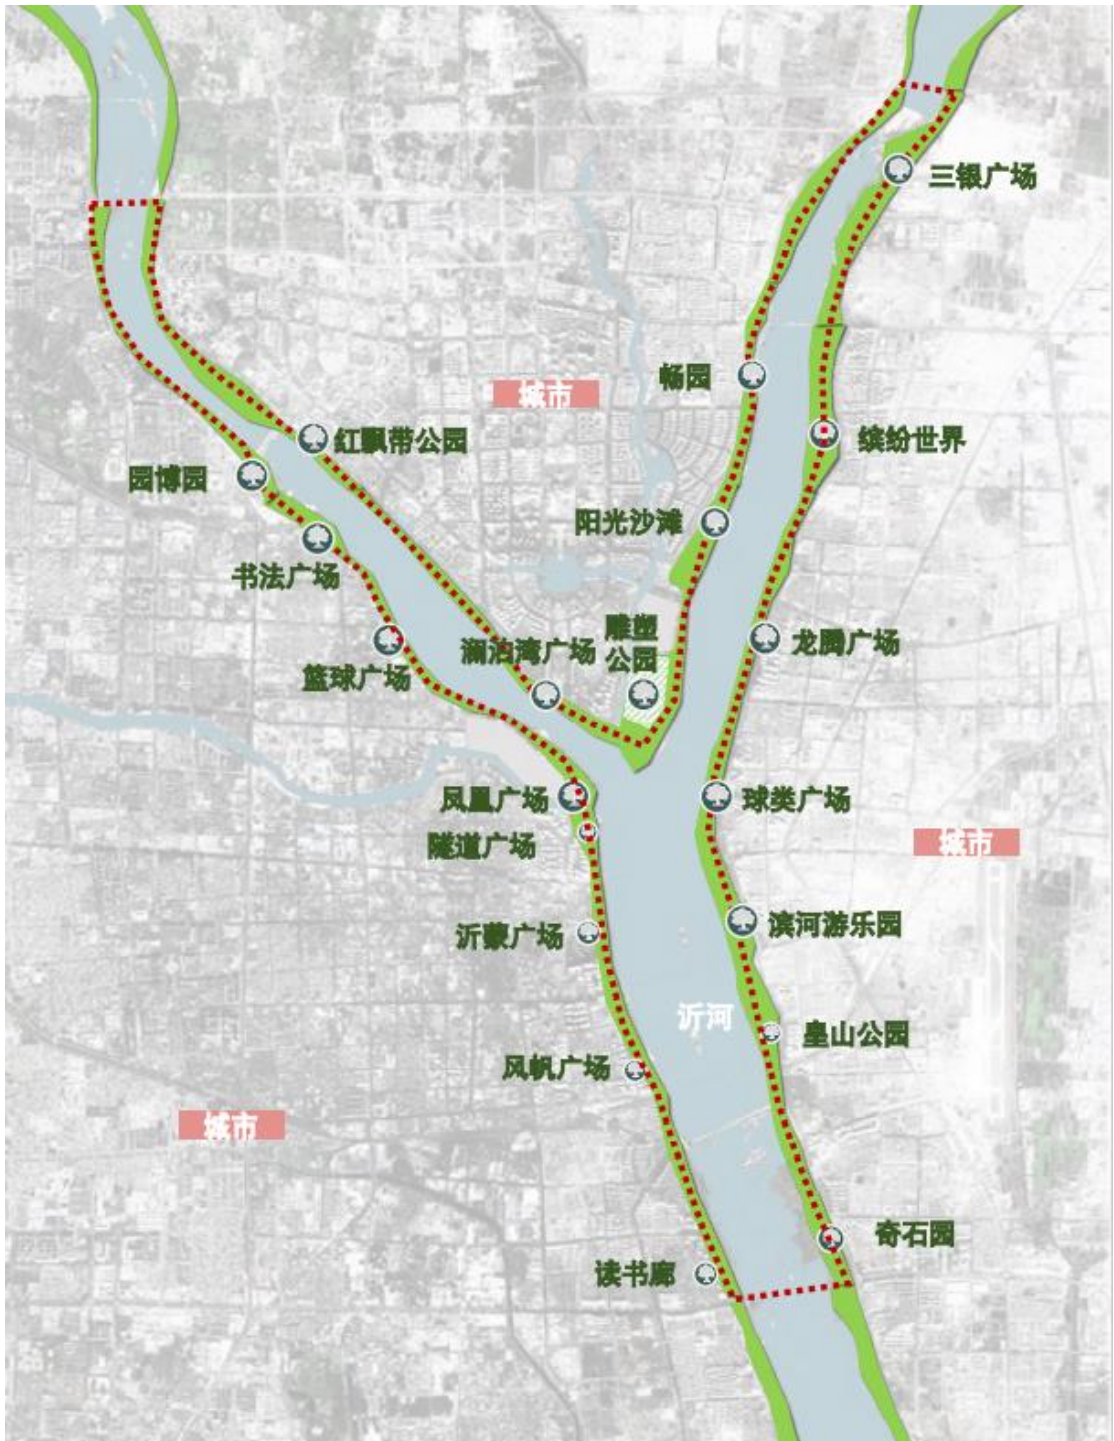 三银广场
畅园
城市
缤纷世界
红飘带公园
园博园
阳光沙滩
书法广场
雕塑
公园
龙腾广场
澜泊湾广场
篮球广场
凤凰广场
球类广场
隧道广场
城市
滨河游乐园
沂蒙广场
沂河
皇山公园
风帆广场
城市
奇石园
读书廊